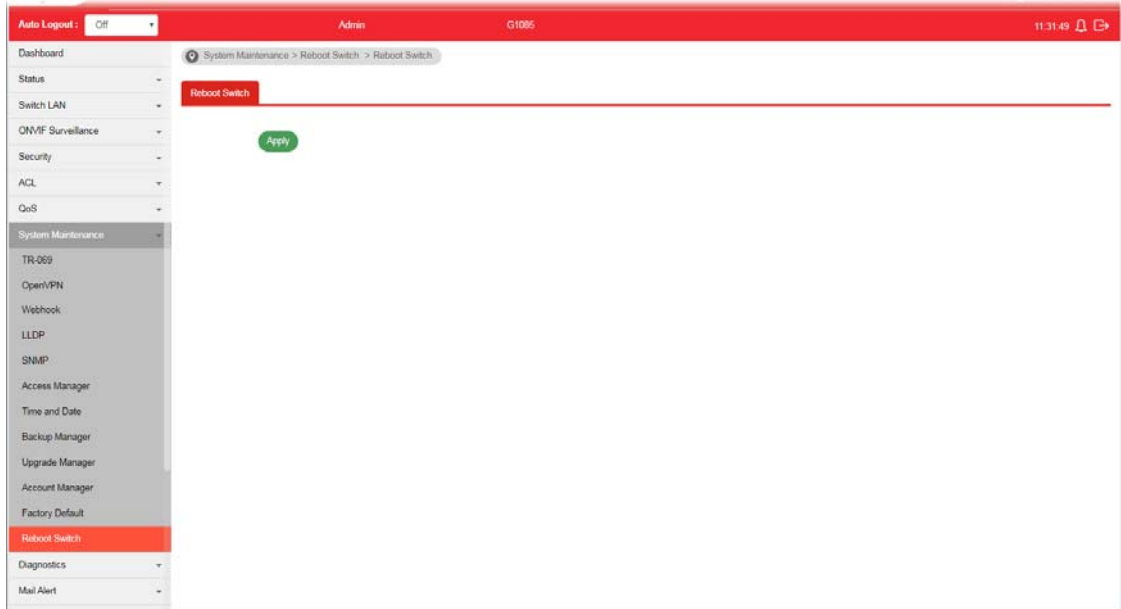 Auto Logout : Off Admin G1085 11:31:49
Dashboard
System Maintenance > Reboot Switch > Reboot Switch
Status
Reboot Switch
Switch LAN
ONVIF Surveillance
Apply
Security
ACL
QoS
System Maintenance
TR-069
OpenVPN
Webhook
LLDP
SNMP
Access Manager
Time and Date
Backup Manager
Upgrade Manager
Account Manager
Factory Default
Reboot Switch
Diagnostics
Mail Alert